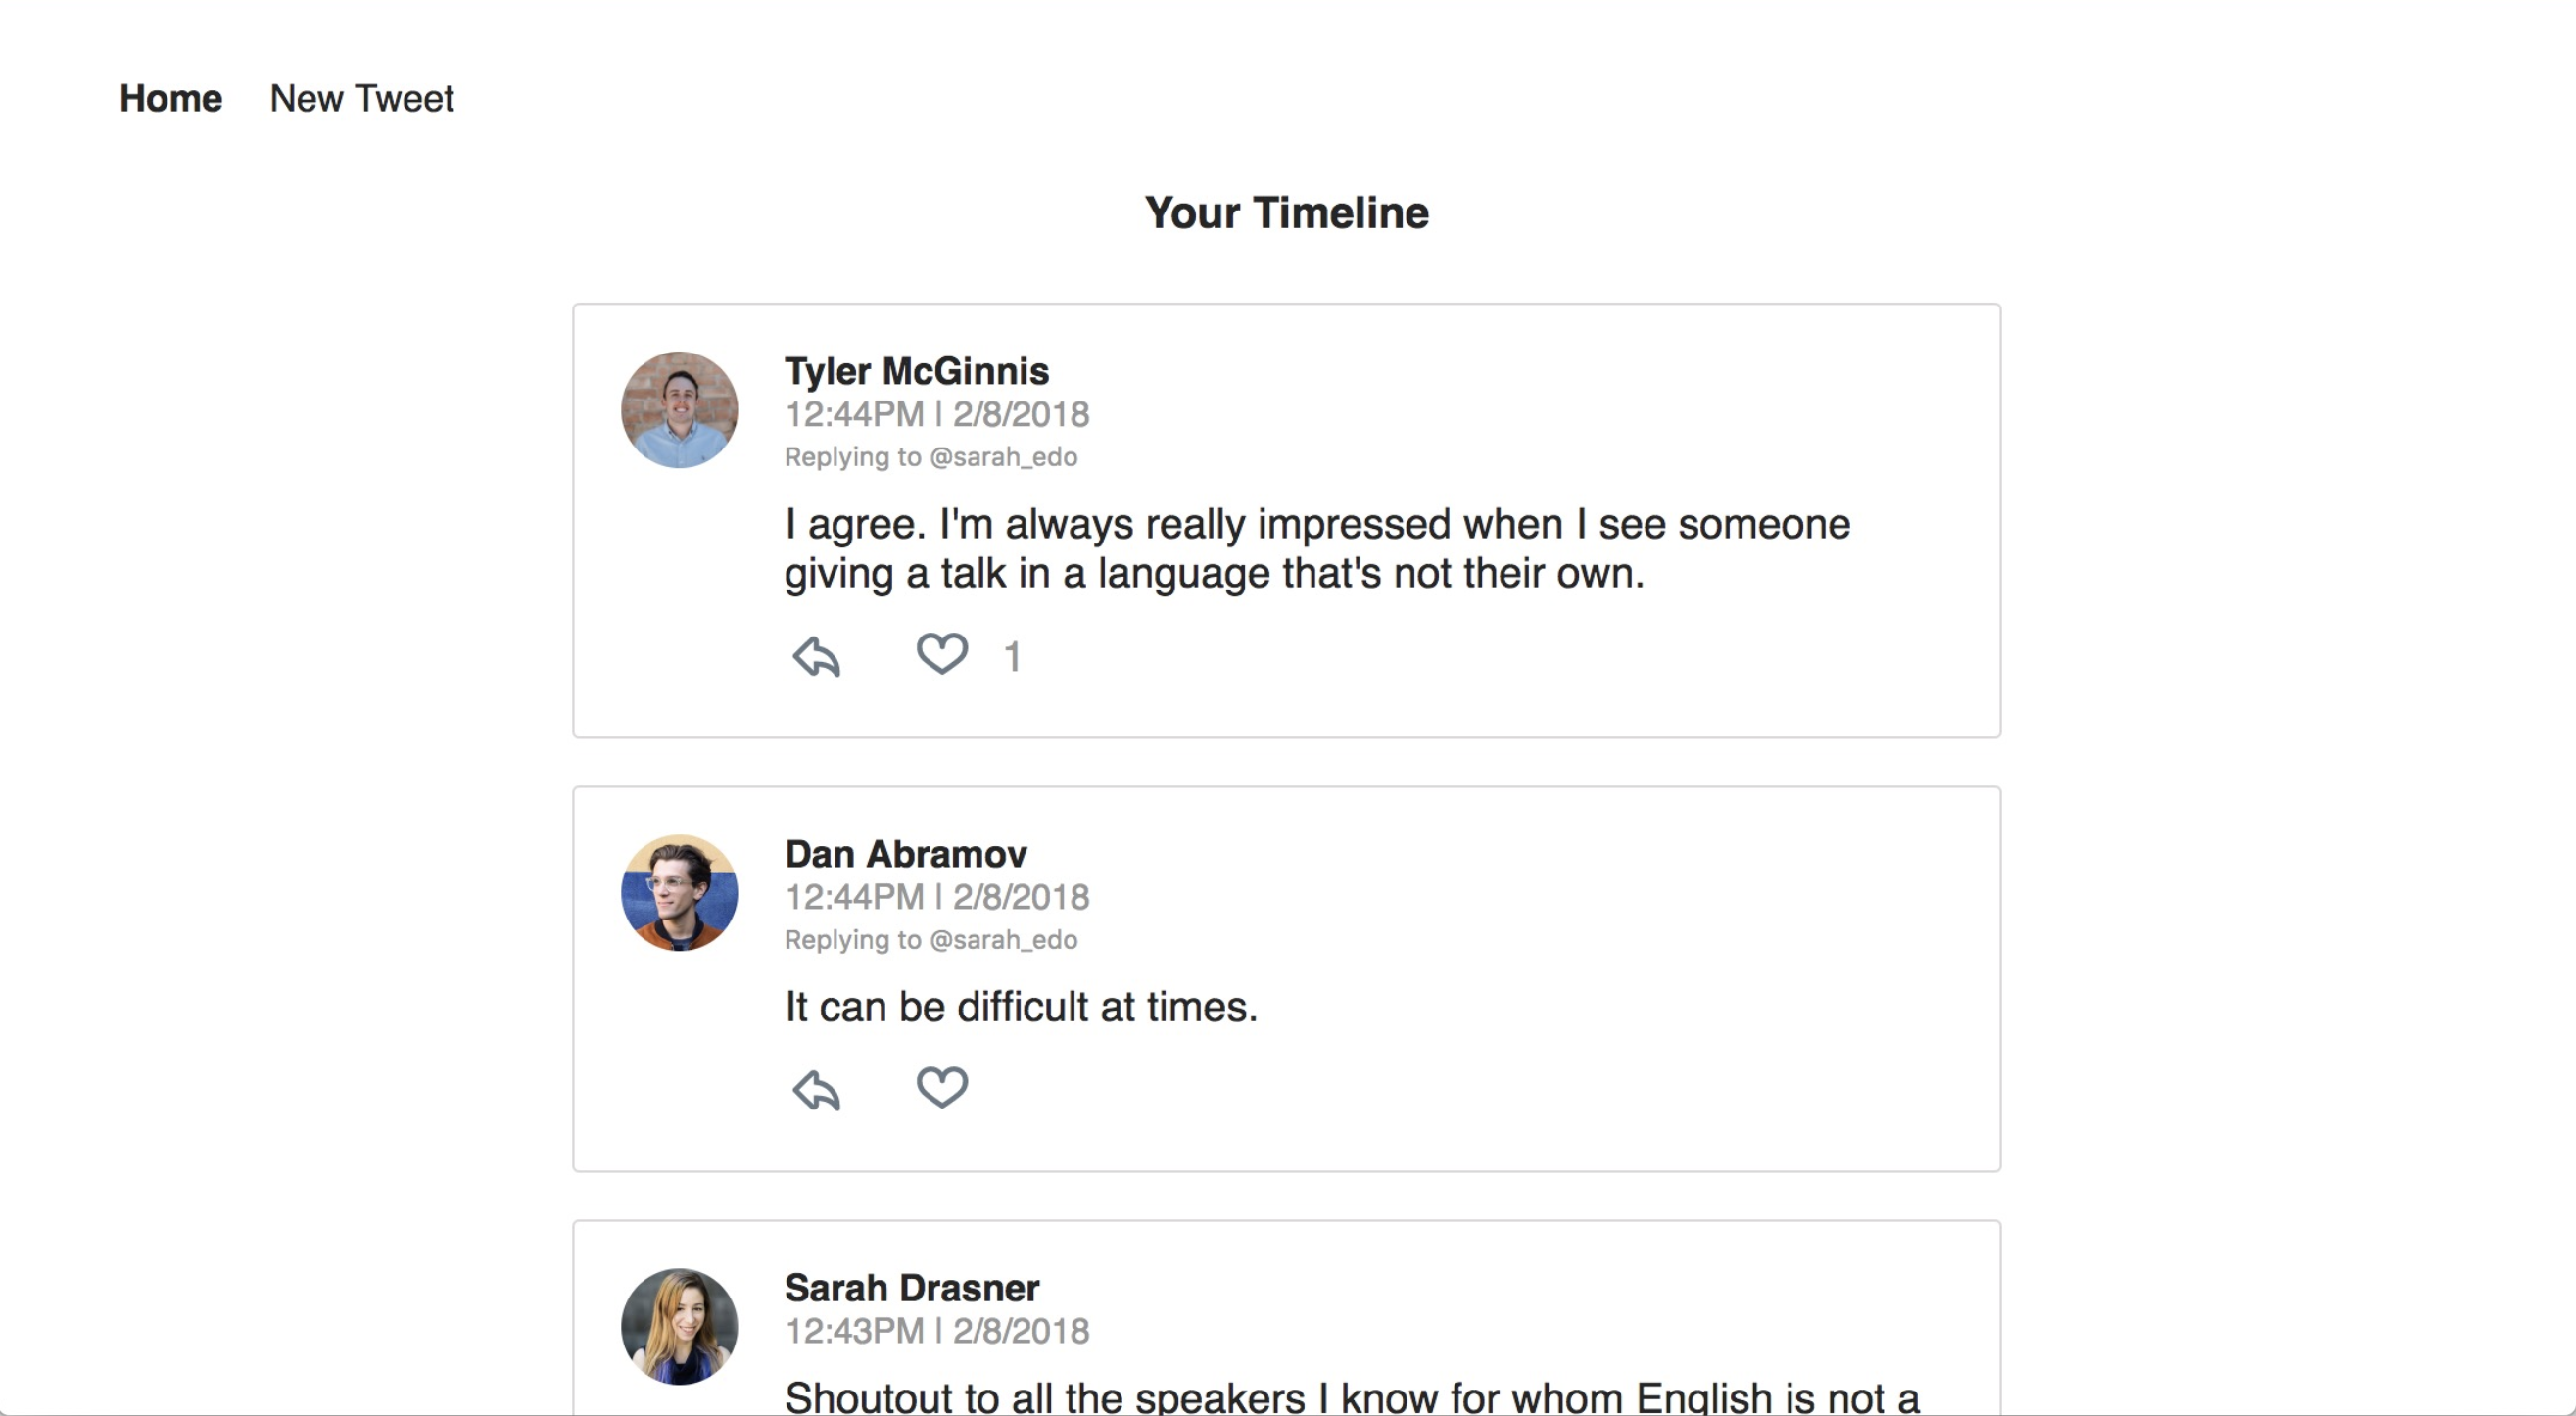 Home New Tweet
Your Timeline
Tyler McGinnis
12:44PM | 2/8/2018
Replying to @sarah_edo
I agree. I'm always really impressed when I see someone
giving a talk in a language that's not their own.
1
Dan Abramov
12:44PM | 2/8/2018
Replying to @sarah_edo
It can be difficult at times.
Sarah Drasner
12:43PM | 2/8/2018
Shoutout to all the speakers I know for whom English is not a